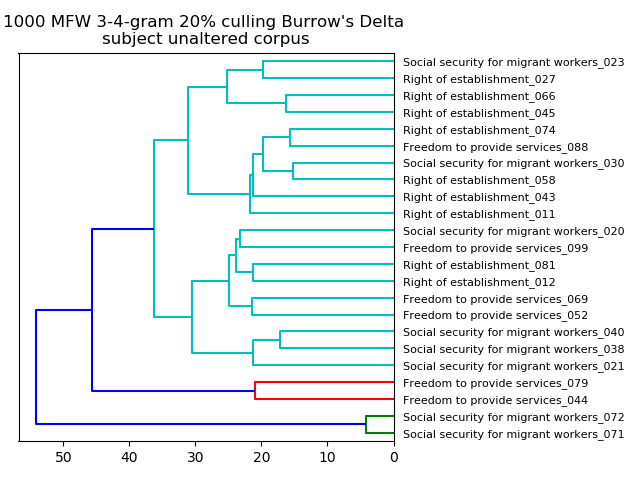 1000 MFW 3-4-gram 20% culling Burrow's Delta
subject unaltered corpus
Social security for migrant workers_023
Right of establishment_027
Right of establishment_066
Right of establishment_045
Right of establishment_074
Freedom to provide services_088
Social security for migrant workers_030
Right of establishment_058
Right of establishment_043
Right of establishment_011
Social security for migrant workers_020
Freedom to provide services_099
Right of establishment_081
Right of establishment_012
Freedom to provide services_069
Freedom to provide services_052
Social security for migrant workers_040
Social security for migrant workers_038
Social security for migrant workers_021
Freedom to provide services_079
Freedom to provide services_044
Social security for migrant workers_072
Social security for migrant workers_071
50 40 30 20 10 0